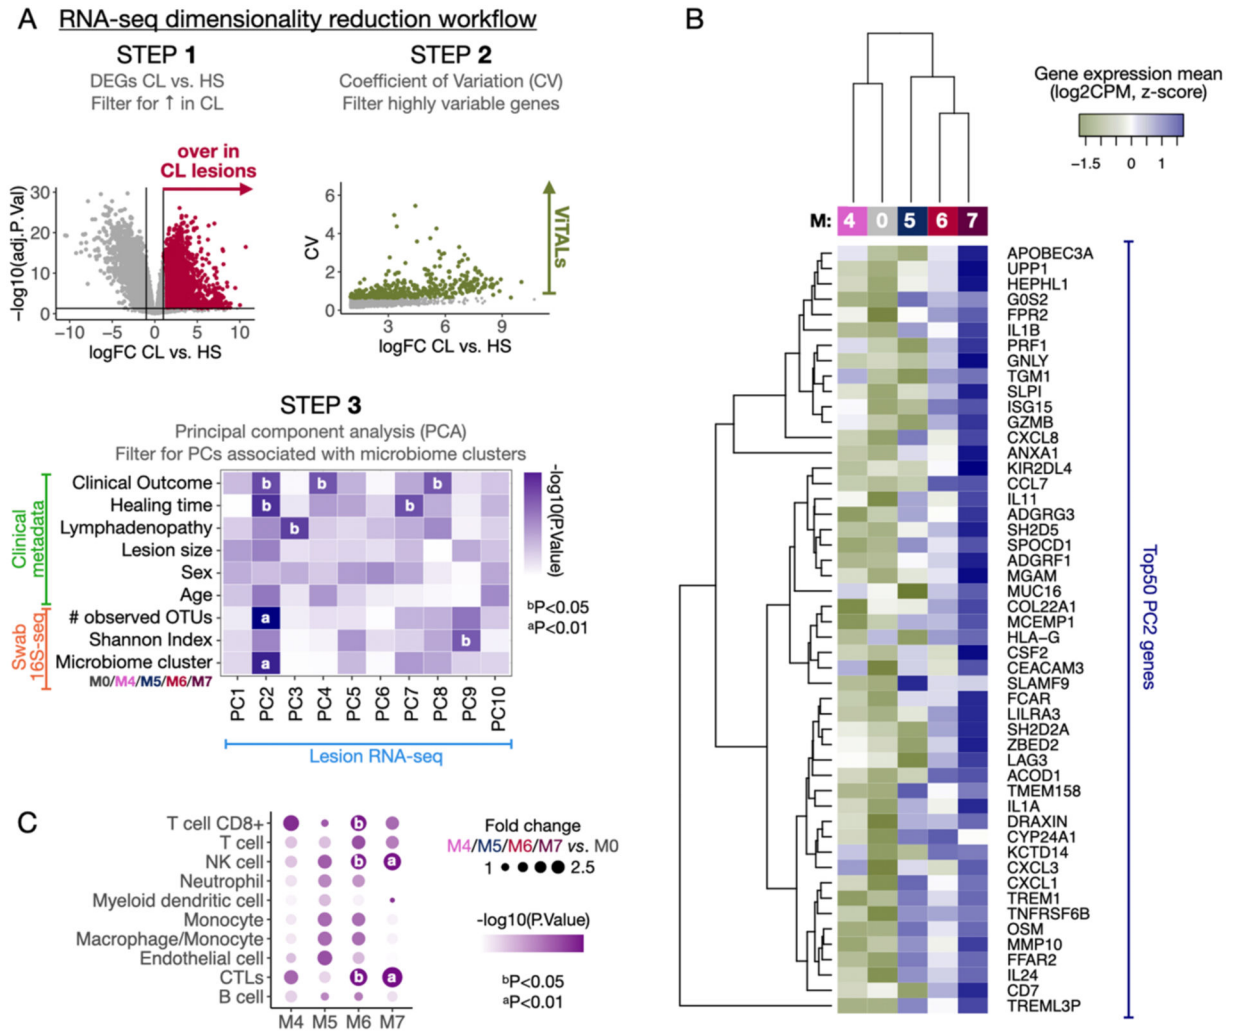 A RNA-seq dimensionality reduction workflow
STEP 1
DEGs CL vs. HS
Filter for ↑ in CL
over in
CL lesions
−log10(adj.P.Val)
30
20
10
0
−10 −5 0 5 10
logFC CL vs. HS
STEP 2
Coefficient of Variation (CV)
Filter highly variable genes
CV
6
4
2
0
3 6 9
logFC CL vs. HS
ViTALs
STEP 3
Principal component analysis (PCA)
Filter for PCs associated with microbiome clusters
Clinical metadata
Swab 16S-seq
Clinical Outcome b b b
Healing time b b
Lymphadenopathy b
Lesion size
Sex
Age
# observed OTUs a
Shannon Index b
Microbiome cluster a
M0/M4/M5/M6/M7
PC1 PC2 PC3 PC4 PC5 PC6 PC7 PC8 PC9 PC10
Lesion RNA-seq
-log10(P.Value)
bP<0.05
aP<0.01
B
Gene expression mean
(log2CPM, z-score)
−1.5 0 1
M: 4 0 5 6 7
APOBEC3A
UPP1
HEPHL1
G0S2
FPR2
IL1B
PRF1
GNLY
TGM1
SLPI
ISG15
GZMB
CXCL8
ANXA1
KIR2DL4
CCL7
IL11
ADGRG3
SH2D5
SPOCD1
ADGRF1
MGAM
MUC16
COL22A1
MCEMP1
HLA−G
CSF2
CEACAM3
SLAMF9
FCAR
LILRA3
SH2D2A
ZBED2
LAG3
ACOD1
TMEM158
IL1A
DRAXIN
CYP24A1
KCTD14
CXCL3
CXCL1
TREM1
TNFRSF6B
OSM
MMP10
FFAR2
IL24
CD7
TREML3P
Top50 PC2 genes
C
T cell CD8+ b
T cell
NK cell b a
Neutrophil
Myeloid dendritic cell
Monocyte
Macrophage/Monocyte
Endothelial cell
CTLs b a
B cell
M4 M5 M6 M7
Fold change
M4/M5/M6/M7 vs. M0
1 2.5
-log10(P.Value)
bP<0.05
aP<0.01